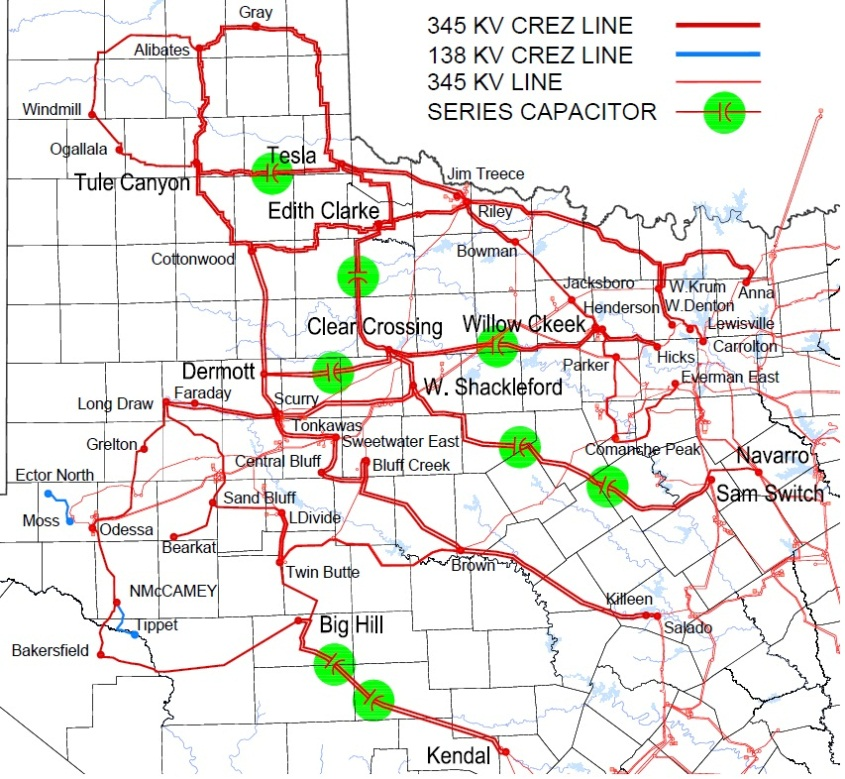 Gray
345 KV CREZ LINE
Alibates
138 KV CREZ LINE
345 KV LINE
Windmill
SERIES CAPACITOR
Ogallala
Tesla
Jim Treece
Tule Canyon
Edith Clarke
Riley
Bowman
Cottonwood
Jacksboro
W.Krum
Anna
Henderson
W.Denton
Clear Crossing
Willow Ckeek
Lewisville
Carrolton
Hicks
Parker
Dermott
W. Shackleford
Everman East
Faraday
Scurry
Long Draw
Tonkawas
Grelton
Sweetwater East
Comanche Peak
Navarro
Central Bluff
Bluff Creek
Ector North
Sam Switch
Sand Bluff
Moss
Odessa
LDivide
Bearkat
Brown
Twin Butte
NMcCAMEY
Killeen
Tippet
Big Hill
Salado
Bakersfield
Kendal